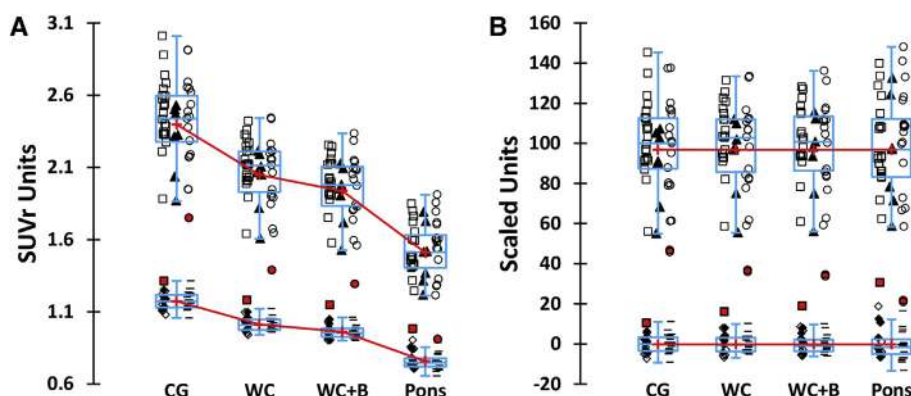 A
SUVr Units
3.1
2.6
2.1
1.6
1.1
0.6
CG WC WC+B Pons
B
Scaled Units
160
140
120
100
80
60
40
20
0
-20
CG WC WC+B Pons